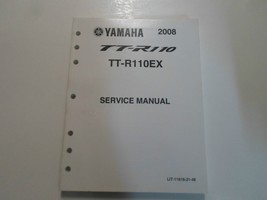 YAMAHA 2008
TT-R110
TT-R110EX
SERVICE MANUAL